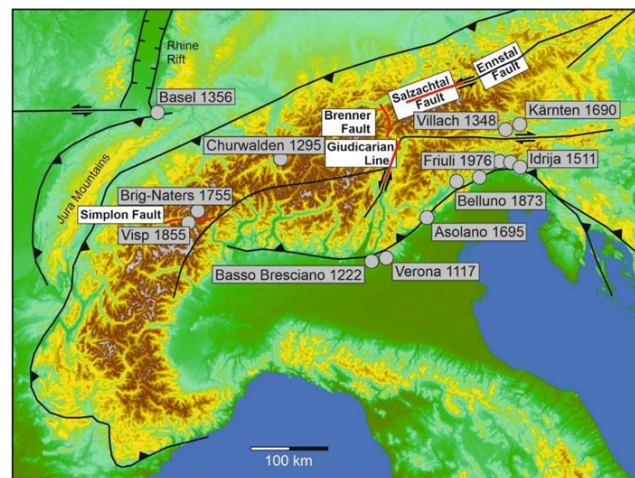 Rhine
Rift
Basel 1356
Jura Mountains
Ennstal
Fault
Salzachtal
Fault
Brenner
Fault
Giudicarian
Line
Villach 1348
Kärnten 1690
Churwalden 1295
Friuli 1976
Idrija 1511
Brig-Naters 1755
Simplon Fault
Visp 1855
Belluno 1873
Asolano 1695
Basso Bresciano 1222
Verona 1117
100 km